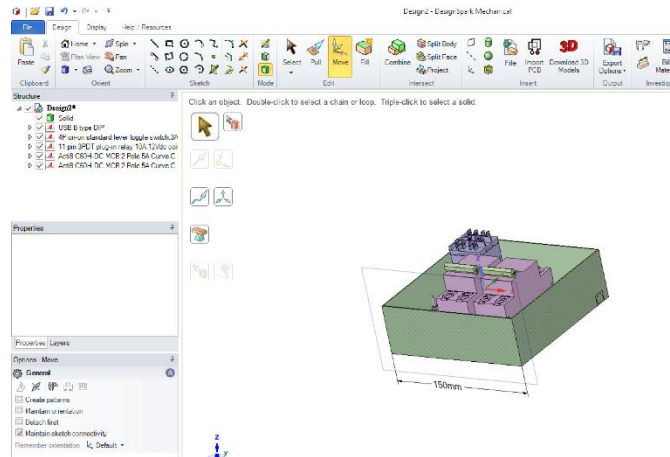 Design2 - DesignSpark Mechanical
File Design Display Help / Resources
Paste
Home Spin
Plan View Pan
Zoom
Select Pull Move Fill
Combine
Split Body
Split Face
Project
File Import PCB Download 3D Models
Export Options
Clipboard Orient Sketch Mode Edit Intersect Insert Output
Structure
Click an object. Double-click to select a chain or loop. Triple-click to select a solid.
Design2*
Solid
USB B type DIP
4P on-on standard lever toggle switch,3A
11 pin 3PDT plug-in relay 10A 12Vdc coil
Acti9 C60H-DC MCB 2 Pole 5A Curve C
Acti9 C60H-DC MCB 2 Pole 5A Curve C
Properties
Properties Layers
Options - Move
General
Create patterns
Maintain orientation
Detach first
Maintain sketch connectivity
Remember orientation Default
150mm
Z
Z
Y